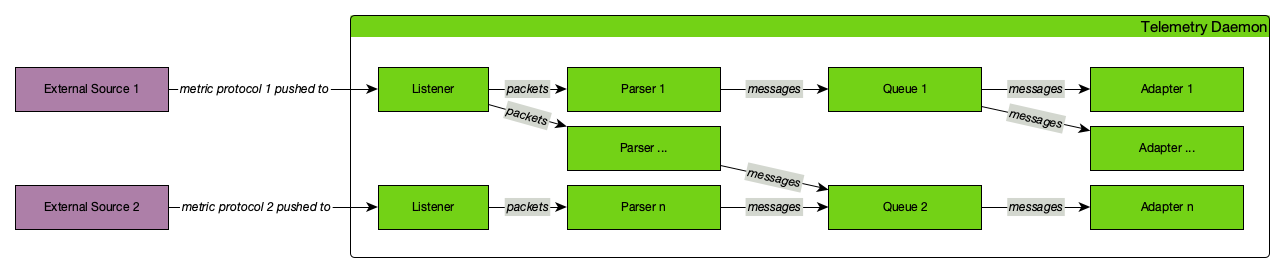 Telemetry Daemon
External Source 1
metric protocol 1 pushed to
Listener
packets
Parser 1
messages
Queue 1
messages
Adapter 1
packets
messages
Parser ...
Adapter ...
messages
External Source 2
metric protocol 2 pushed to
Listener
packets
Parser n
messages
Queue 2
messages
Adapter n